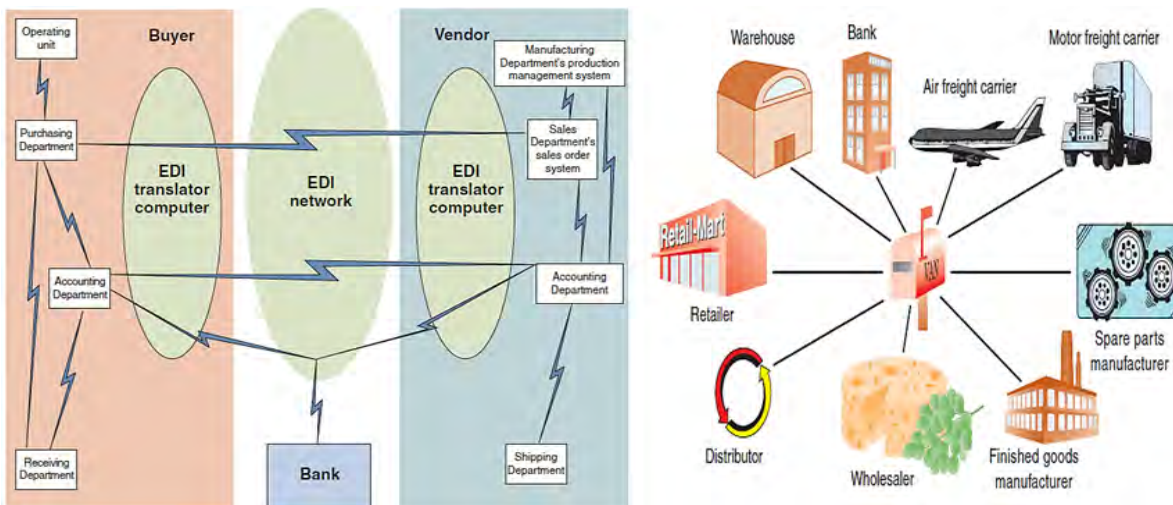 Operating
unit
Buyer
Purchasing
Department
EDI
translator
computer
Accounting
Department
Receiving
Department
EDI
network
Bank
Vendor
Manufacturing
Department's production
management system
Sales
Department's
sales order
system
EDI
translator
computer
Accounting
Department
Shipping
Department
Warehouse
Bank
Air freight carrier
Motor freight carrier
Retail-Mart
Retailer
VAN
Spare parts
manufacturer
Distributor
Wholesaler
Finished goods
manufacturer